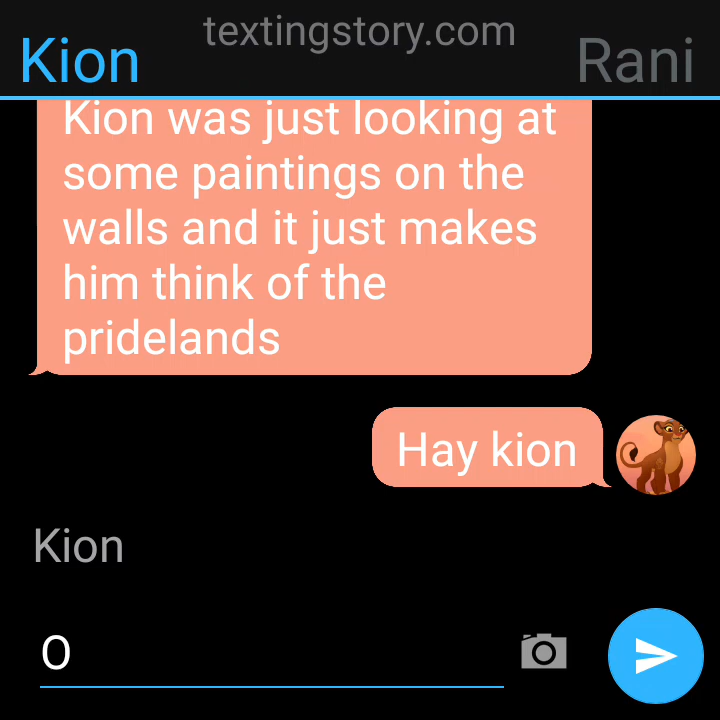 textingstory.com
Kion
Rani
Kion was just looking at
some paintings on the
walls and it just makes
him think of the
pridelands
Hay kion
Kion
O